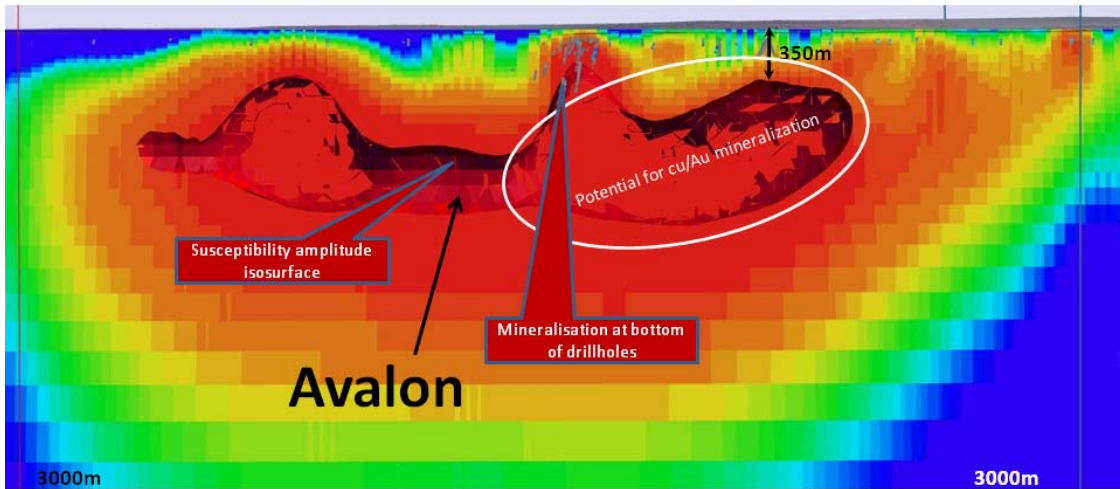 350m
Potential for cu/Au mineralization
Susceptibility amplitude
isosurface
Mineralisation at bottom
of drillholes
Avalon
3000m
3000m